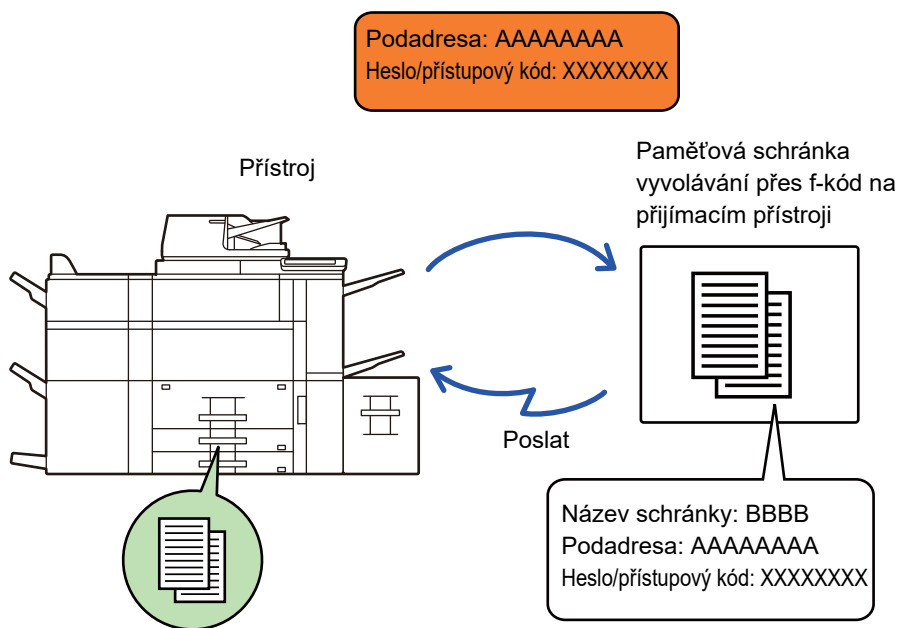 Podadresa: AAAAAAAA
Heslo/přístupový kód: XXXXXXXX
Přístroj
Paměťová schránka
vyvolávání přes f-kód na
přijímacím přístroji
Poslat
Název schránky: BBBB
Podadresa: AAAAAAAA
Heslo/přístupový kód: XXXXXXXX